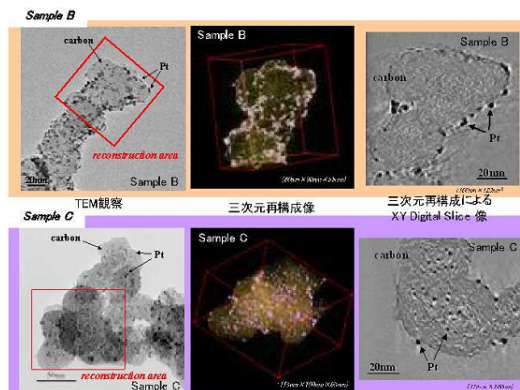 Sample B
carbon
Pt
reconstruction area
20nm
Sample B
Sample B
Sample B
carbon
Pt
20nm
TEM観察
三次元再構成像
三次元再構成による
XY Digital Slice 像
Sample C
carbon
Pt
reconstruction area
Sample C
Sample C
Sample C
carbon
Pt
20nm